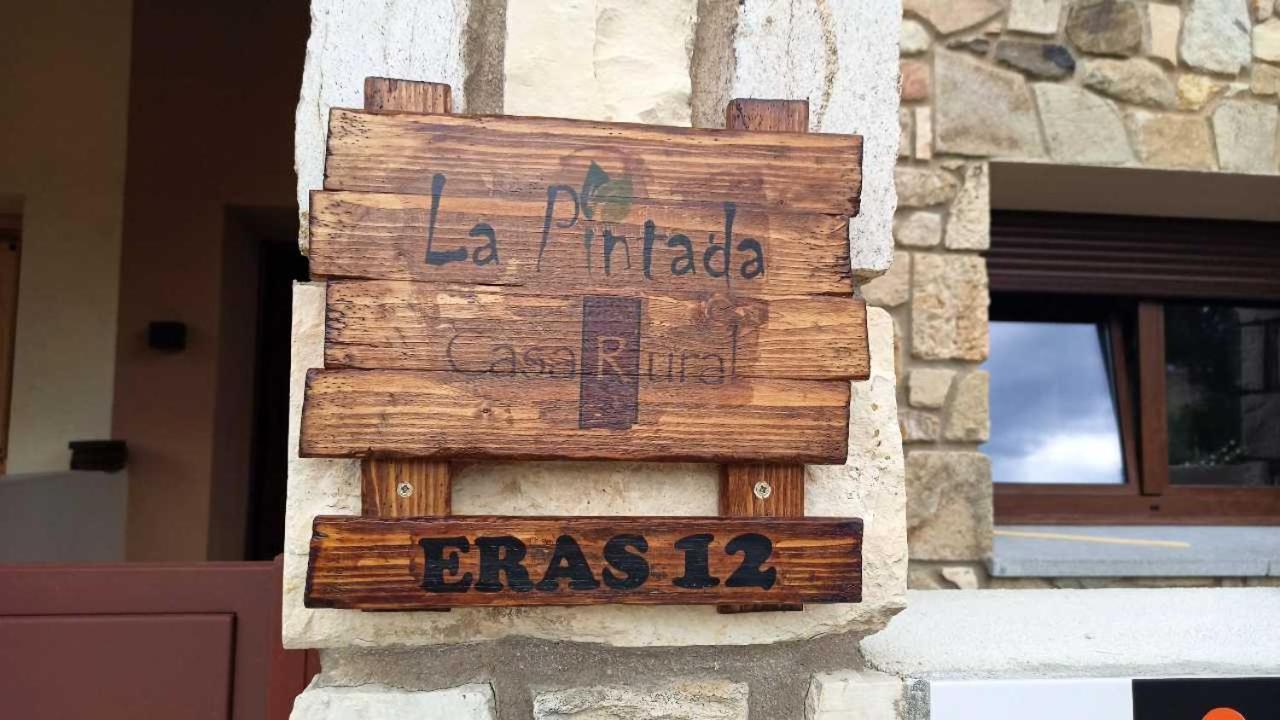 La Pintada
Casa Rural
ERAS 12